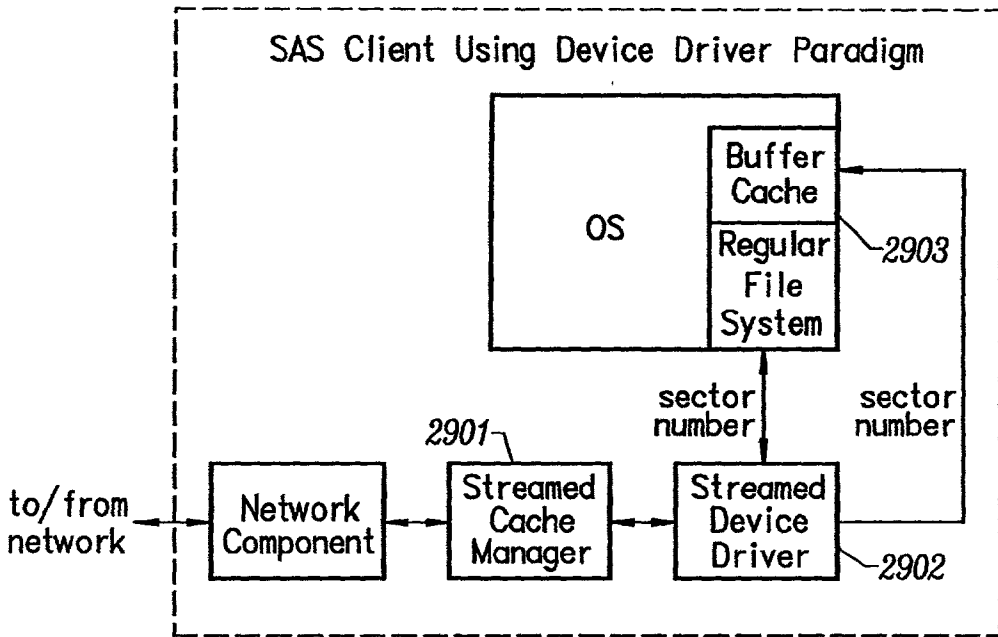 SAS Client Using Device Driver Paradigm
OS
Buffer
Cache
2903
Regular
File
System
sector
number
sector
number
to/from
network
Network
Component
2901
Streamed
Cache
Manager
Streamed
Device
Driver
2902